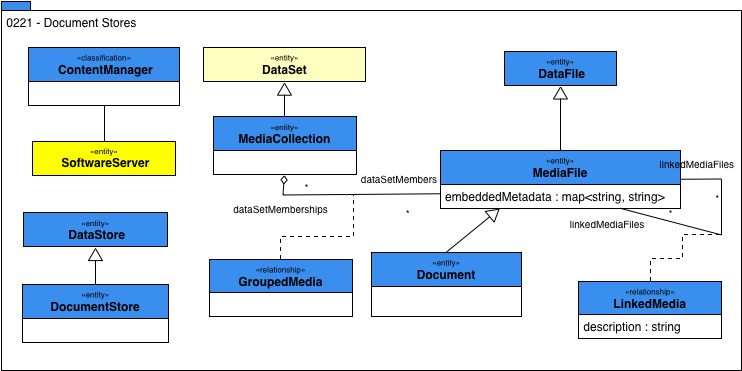 0221 - Document Stores
«classification»
ContentManager
«entity»
DataSet
«entity»
DataFile
«entity»
MediaCollection
«entity»
SoftwareServer
«entity»
MediaFile
embeddedMetadata : map<string, string>
linkedMediaFiles
dataSetMembers
*
*
dataSetMemberships
*
*
linkedMediaFiles
«entity»
DataStore
«relationship»
GroupedMedia
«entity»
Document
«entity»
DocumentStore
«relationship»
LinkedMedia
description : string